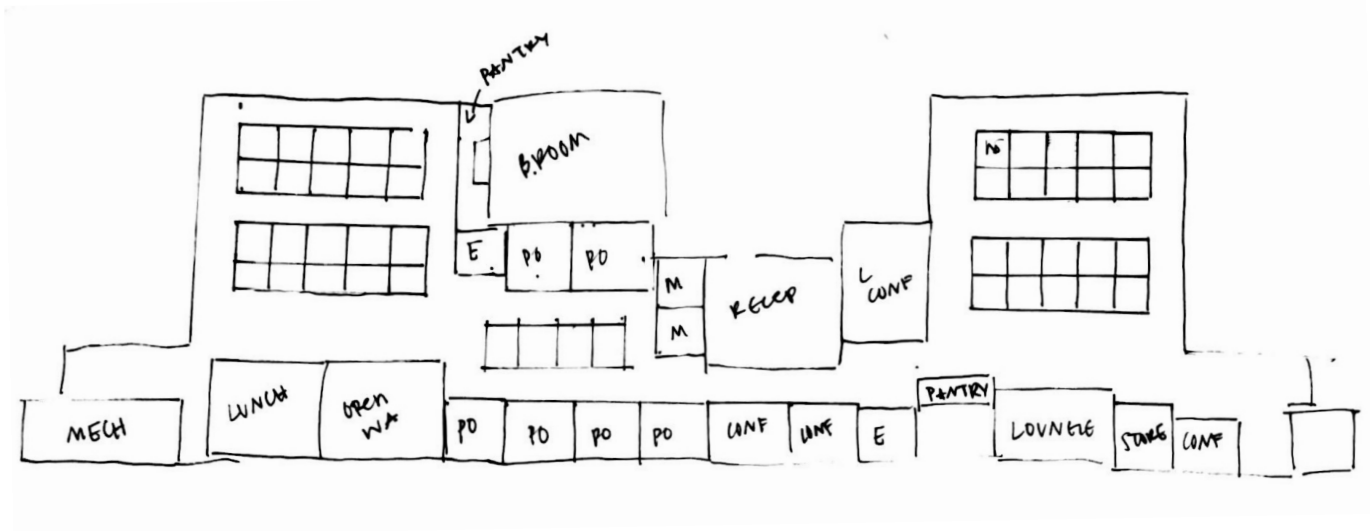 PANTRY
B.ROOM
E
PO
PO
M
M
RECEP
L
CONF
LUNCH
OPEN
WA
MECH
PO
PO
PO
PO
CONF
CONF
E
PANTRY
LOUNGE
STORE
CONF